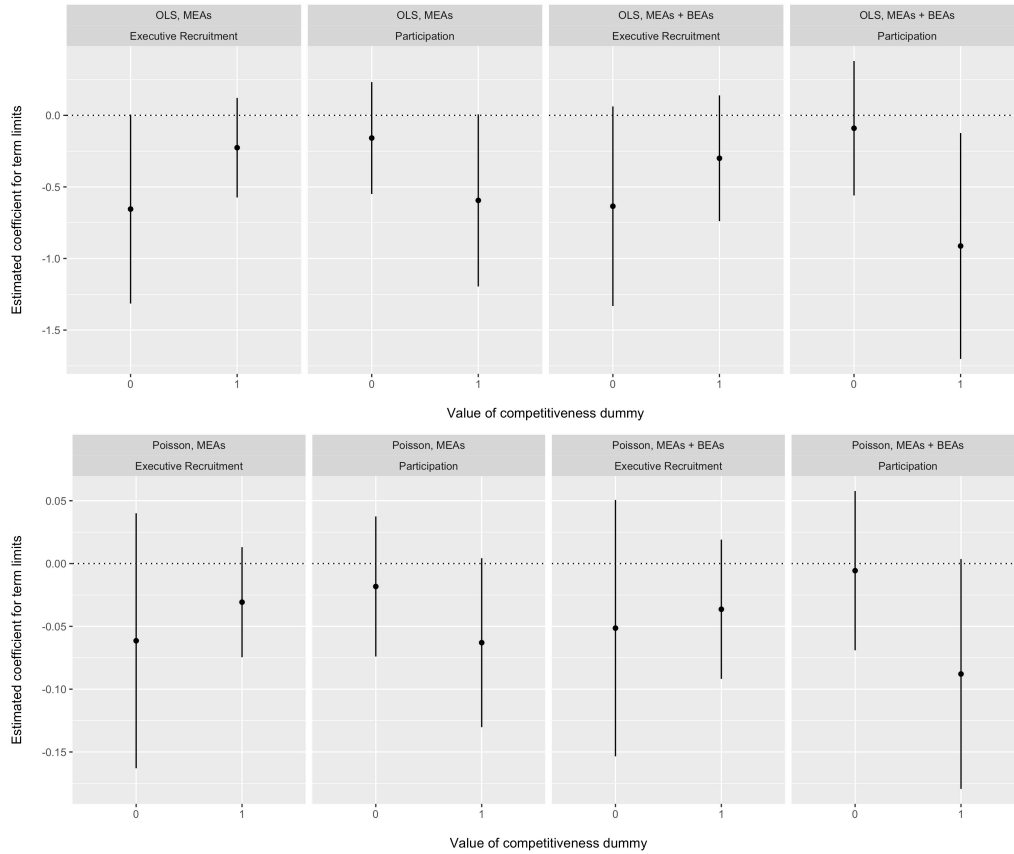 OLS, MEAs
Executive Recruitment
OLS, MEAs
Participation
OLS, MEAs + BEAs
Executive Recruitment
OLS, MEAs + BEAs
Participation
Estimated coefficient for term limits
0.0
-0.5
-1.0
-1.5
0 1 0 1 0 1 0 1
Value of competitiveness dummy
Poisson, MEAs
Executive Recruitment
Poisson, MEAs
Participation
Poisson, MEAs + BEAs
Executive Recruitment
Poisson, MEAs + BEAs
Participation
Estimated coefficient for term limits
0.05
0.00
-0.05
-0.10
-0.15
0 1 0 1 0 1 0 1
Value of competitiveness dummy